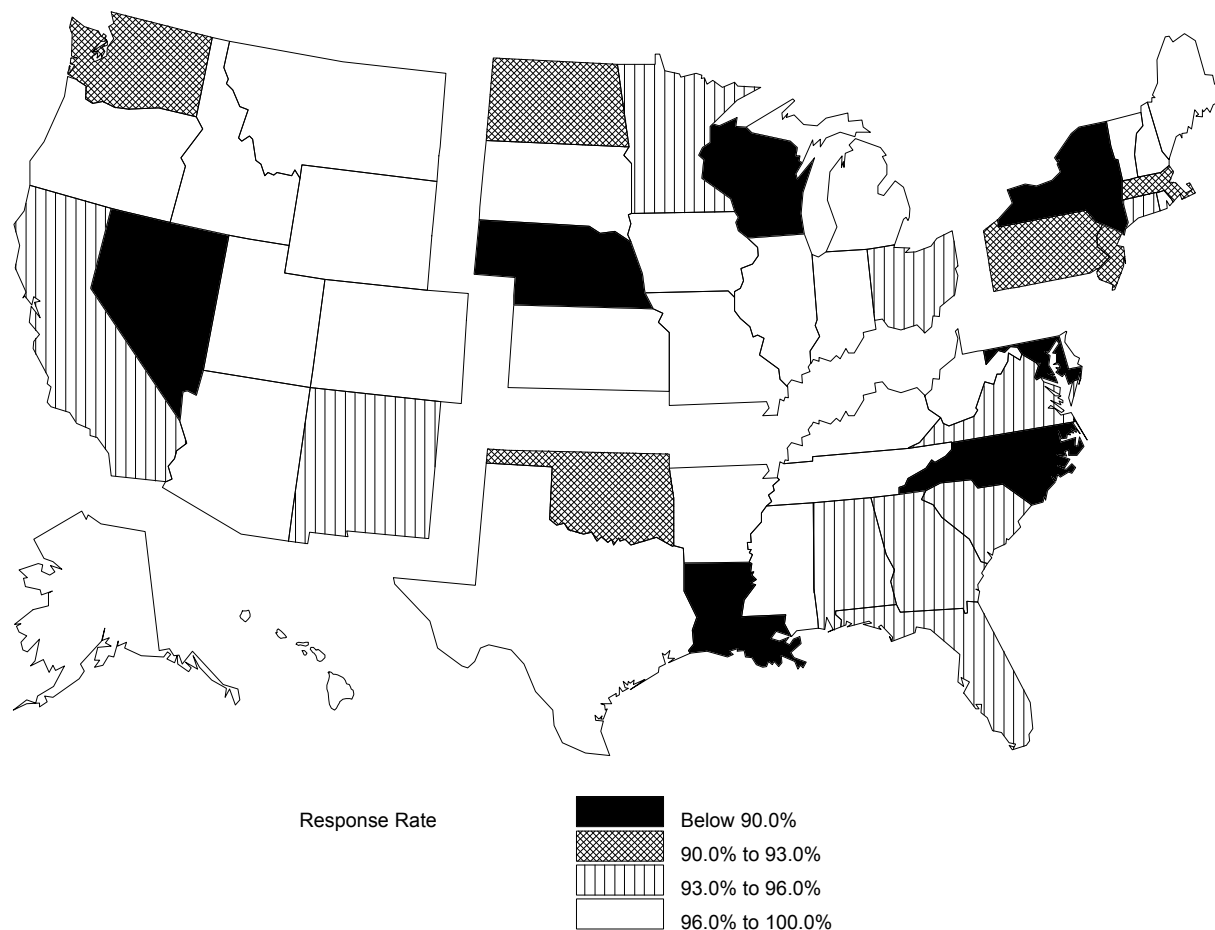 Response Rate
Below 90.0%
90.0% to 93.0%
93.0% to 96.0%
96.0% to 100.0%